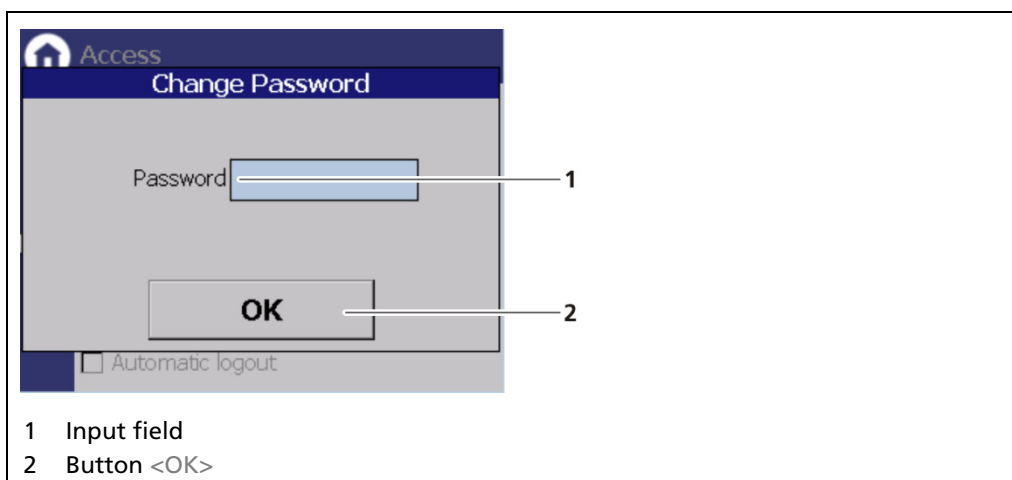 Access
Change Password
Password
1
OK
2
Automatic logout
1 Input field
2 Button <OK>